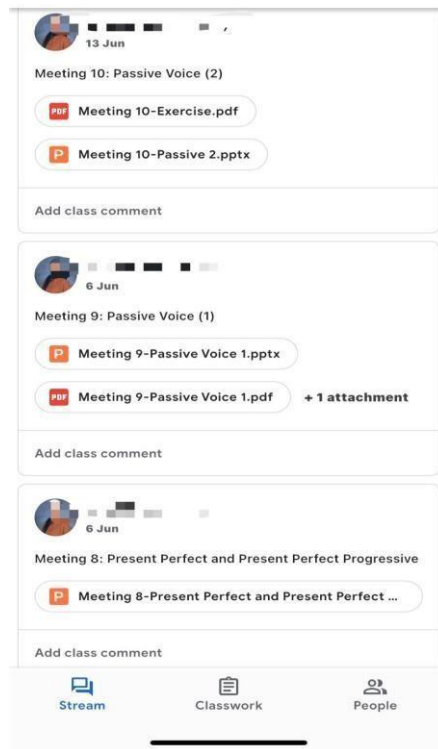 13 Jun
Meeting 10: Passive Voice (2)
PDF Meeting 10-Exercise.pdf
P Meeting 10-Passive 2.pptx
Add class comment
6 Jun
Meeting 9: Passive Voice (1)
P Meeting 9-Passive Voice 1.pptx
PDF Meeting 9-Passive Voice 1.pdf + 1 attachment
Add class comment
6 Jun
Meeting 8: Present Perfect and Present Perfect Progressive
P Meeting 8-Present Perfect and Present Perfect ...
Add class comment
Stream Classwork People